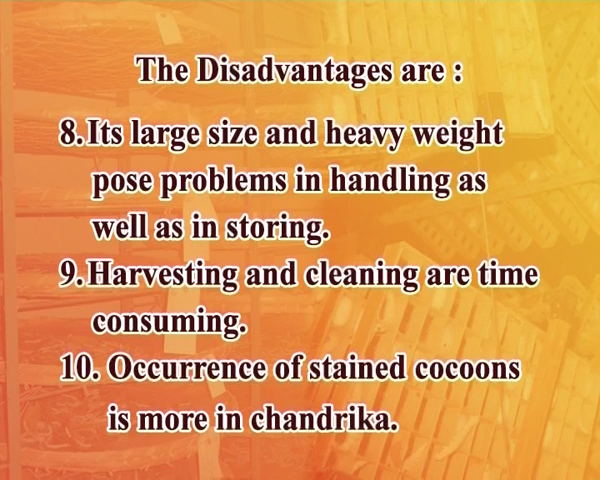 The Disadvantages are :
8.Its large size and heavy weight
pose problems in handling as
well as in storing.
9.Harvesting and cleaning are time
consuming.
10. Occurrence of stained cocoons
is more in chandrika.